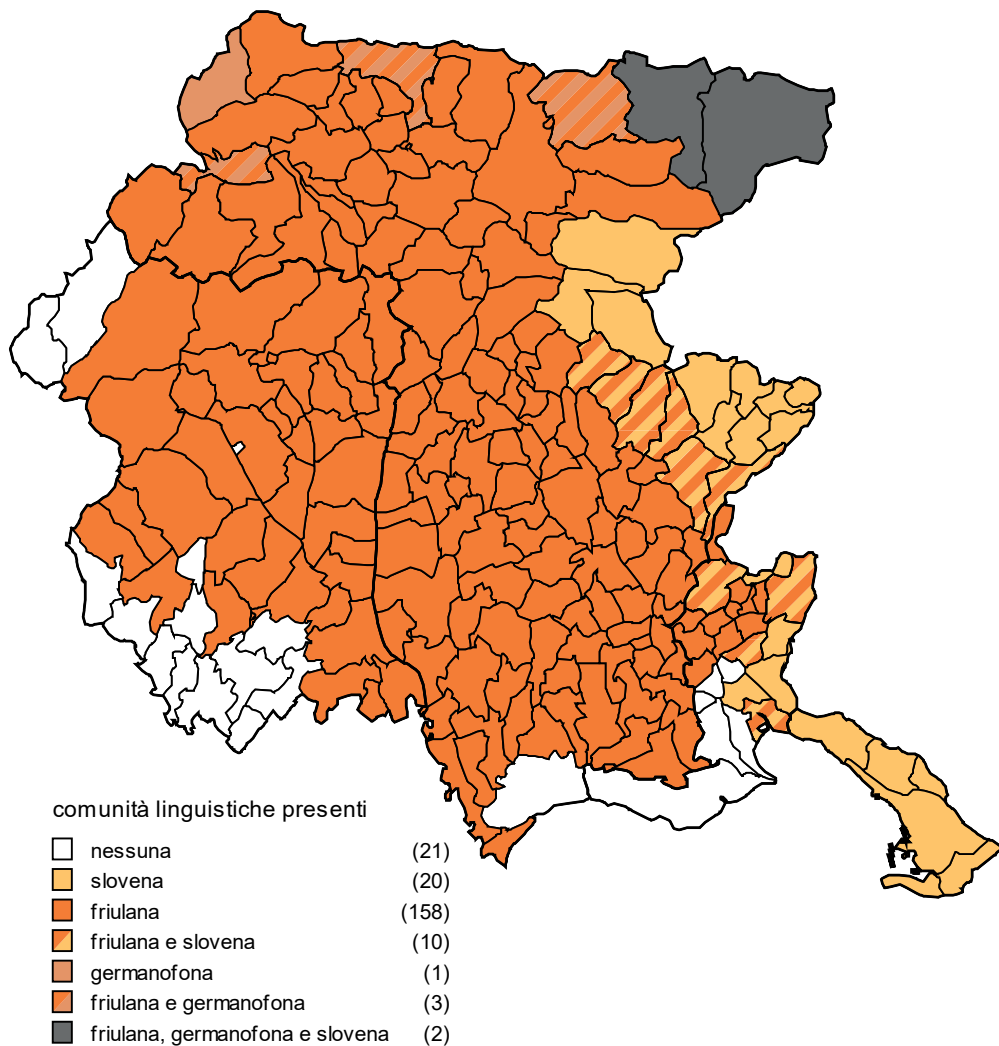 comunità linguistiche presenti
nessuna (21)
slovena (20)
friulana (158)
friulana e slovena (10)
germanofona (1)
friulana e germanofona (3)
friulana, germanofona e slovena (2)